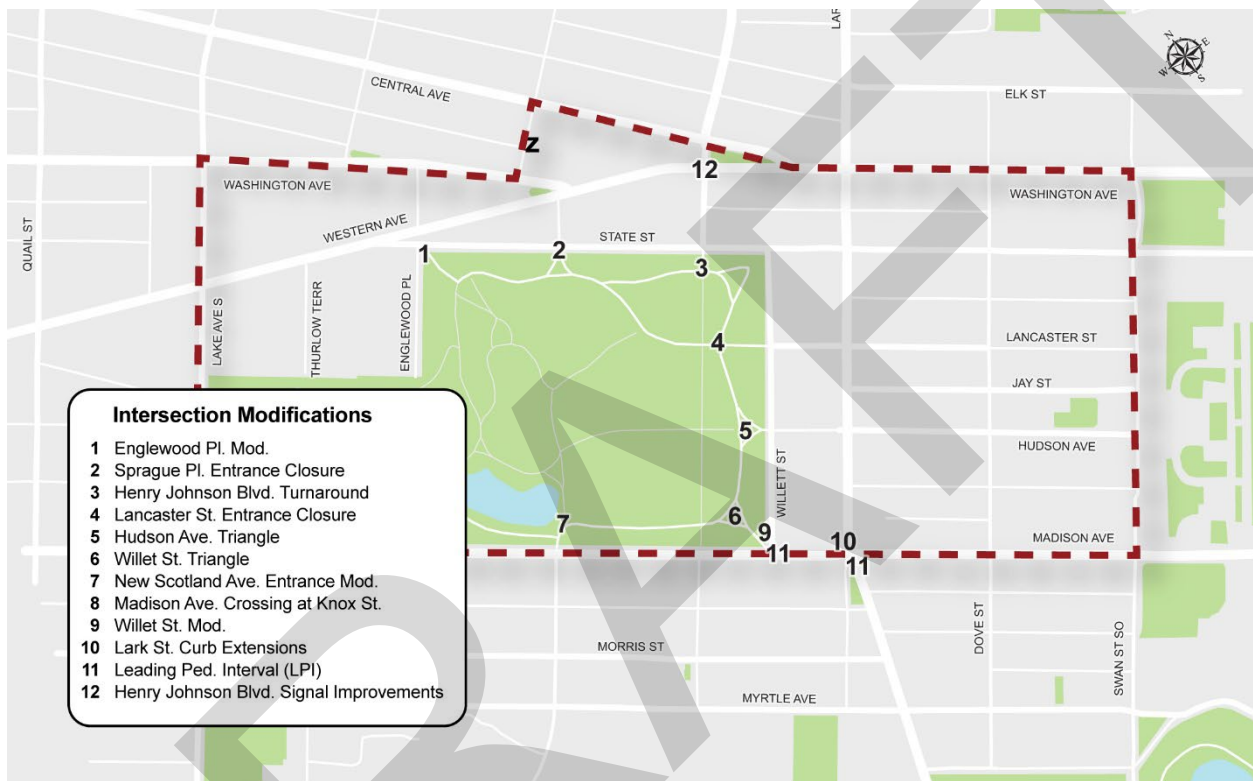 LAR
CENTRAL AVE
N
E
W
S
ELK ST
z
12
WASHINGTON AVE
WASHINGTON AVE
WESTERN AVE
STATE ST
QUAIL ST
1
2
3
LAKE AVE S
THURLOW TERR
ENGLEWOOD PL
4
LANCASTER ST
JAY ST
5
HUDSON AVE
WILLETT ST
6
7
9
10
11
11
MADISON AVE
MORRIS ST
DOVE ST
SWAN ST SO
MYRTLE AVE
Intersection Modifications
1 Englewood Pl. Mod.
2 Sprague Pl. Entrance Closure
3 Henry Johnson Blvd. Turnaround
4 Lancaster St. Entrance Closure
5 Hudson Ave. Triangle
6 Willet St. Triangle
7 New Scotland Ave. Entrance Mod.
8 Madison Ave. Crossing at Knox St.
9 Willet St. Mod.
10 Lark St. Curb Extensions
11 Leading Ped. Interval (LPI)
12 Henry Johnson Blvd. Signal Improvements
DRAFT